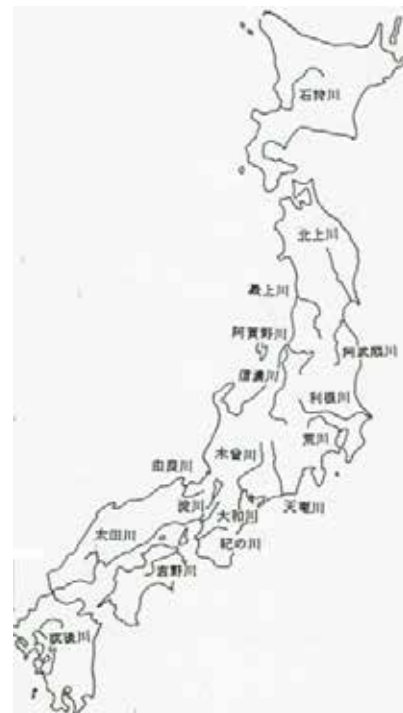 石狩川
北上川
最上川
阿賀野川
阿武隈川
信濃川
利根川
荒川
木曾川
由良川
淀川
天竜川
大和川
太田川
紀の川
吉野川
筑後川